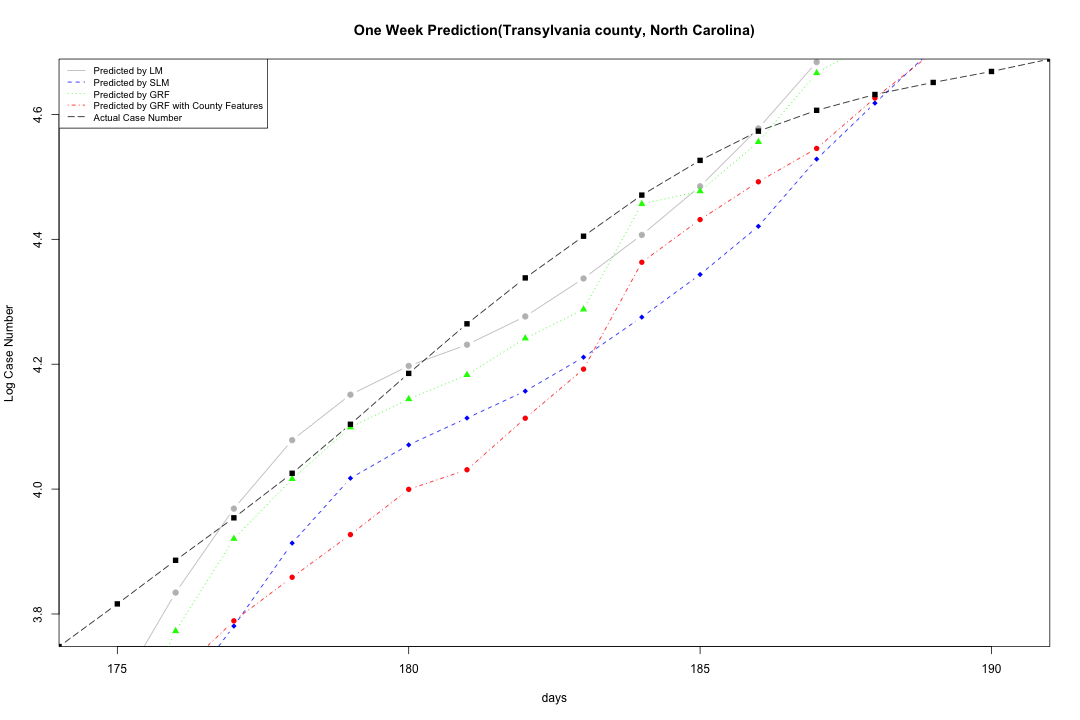 One Week Prediction(Transylvania county, North Carolina)
Predicted by LM
Predicted by SLM
Predicted by GRF
Predicted by GRF with County Features
Actual Case Number
Log Case Number
4.6
4.4
4.2
4.0
3.8
175
180
185
190
days